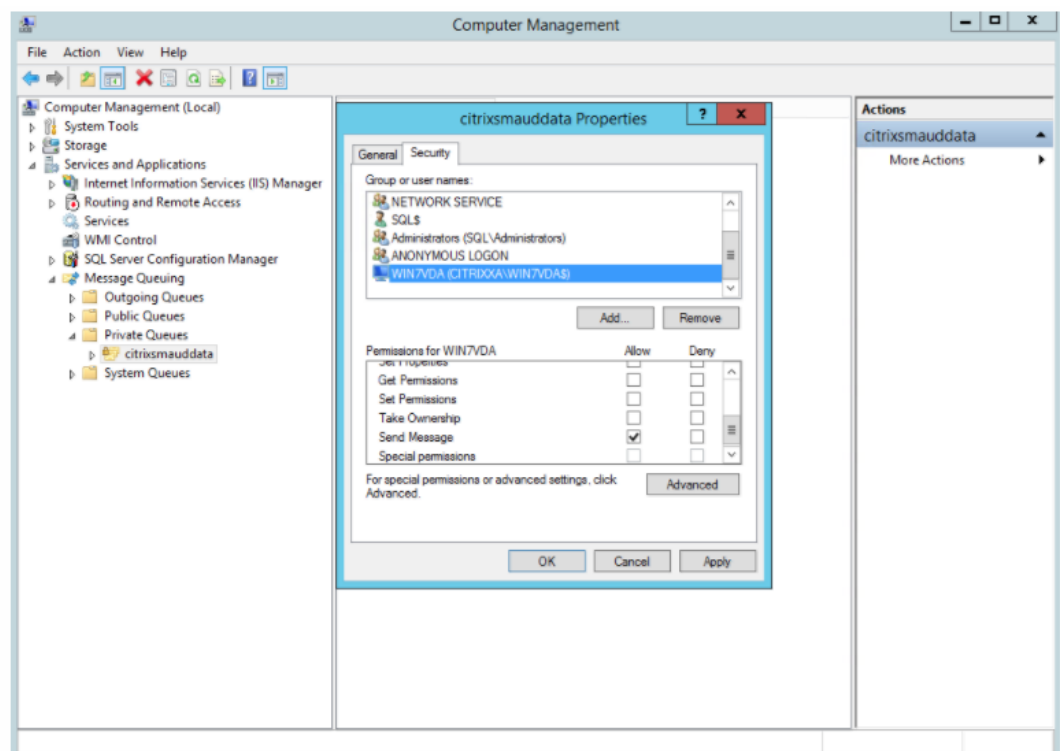 Computer Management
File Action View Help
Computer Management (Local)
System Tools
Storage
Services and Applications
Internet Information Services (IIS) Manager
Routing and Remote Access
Services
WMI Control
SQL Server Configuration Manager
Message Queuing
Outgoing Queues
Public Queues
Private Queues
citrixsmauddata
System Queues
citrixsmauddata Properties
General Security
Group or user names:
NETWORK SERVICE
SQL$
Administrators (SQL\Administrators)
ANONYMOUS LOGON
WIN7VDA (CITRIXXA\WIN7VDA$)
Add... Remove
Permissions for WIN7VDA Allow Deny
Set Properties
Get Permissions
Set Permissions
Take Ownership
Send Message
Special permissions
For special permissions or advanced settings, click
Advanced.
Advanced
OK Cancel Apply
Actions
citrixsmauddata
More Actions